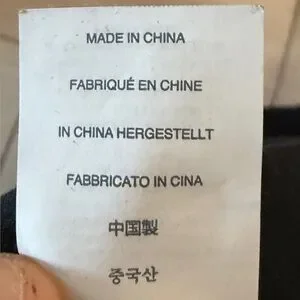 MADE IN CHINA
FABRIQUÉ EN CHINE
IN CHINA HERGESTELLT
FABBRICATO IN CINA
中国製
중국산